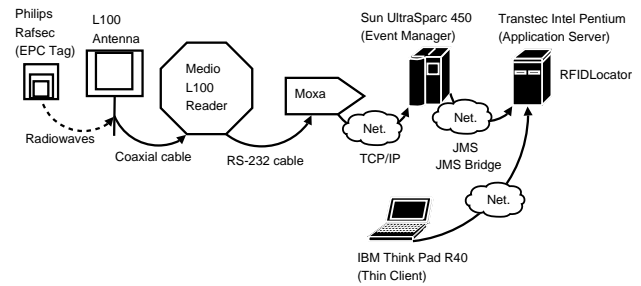 Philips
Rafsec
(EPC Tag)
L100
Antenna
Sun UltraSparc 450
(Event Manager)
Transtec Intel Pentium
(Application Server)
Medio
L100
Reader
Moxa
RFIDLocator
Net.
Net.
Radiowaves
Coaxial cable
RS-232 cable
TCP/IP
JMS
JMS Bridge
Net.
IBM Think Pad R40
(Thin Client)